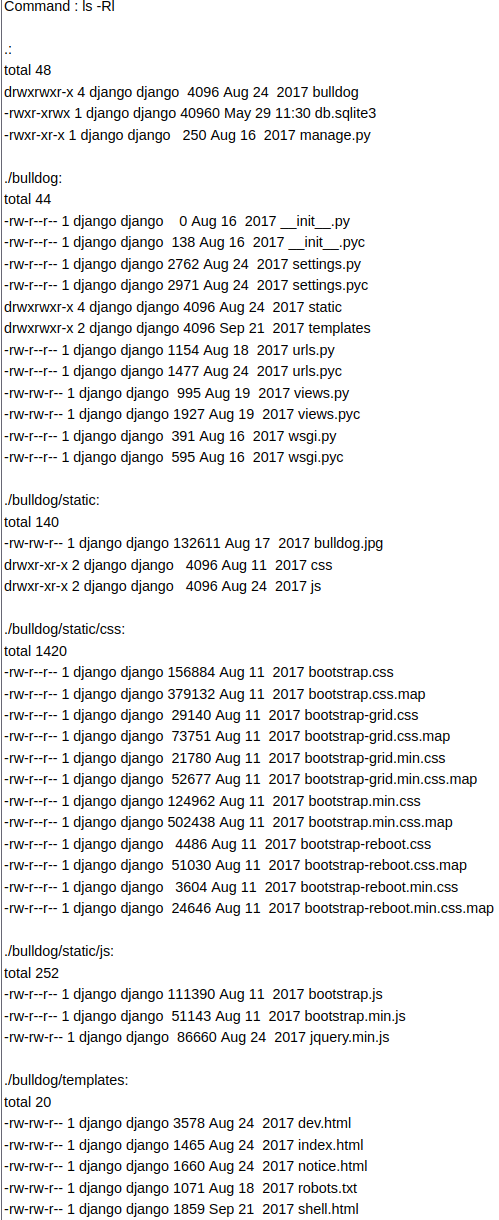 Command : ls -Rl
.:
total 48
drwxrwxr-x 4 django django  4096 Aug 24  2017 bulldog
-rwxr-xrwx 1 django django 40960 May 29 11:30 db.sqlite3
-rwxr-xr-x 1 django django   250 Aug 16  2017 manage.py
./bulldog:
total 44
-rw-r--r-- 1 django django    0 Aug 16  2017 __init__.py
-rw-r--r-- 1 django django  138 Aug 16  2017 __init__.pyc
-rw-r--r-- 1 django django 2762 Aug 24  2017 settings.py
-rw-r--r-- 1 django django 2971 Aug 24  2017 settings.pyc
drwxrwxr-x 4 django django 4096 Aug 24  2017 static
drwxrwxr-x 2 django django 4096 Sep 21  2017 templates
-rw-r--r-- 1 django django 1154 Aug 18  2017 urls.py
-rw-r--r-- 1 django django 1477 Aug 24  2017 urls.pyc
-rw-rw-r-- 1 django django  995 Aug 19  2017 views.py
-rw-rw-r-- 1 django django 1927 Aug 19  2017 views.pyc
-rw-r--r-- 1 django django  391 Aug 16  2017 wsgi.py
-rw-r--r-- 1 django django  595 Aug 16  2017 wsgi.pyc
./bulldog/static:
total 140
-rw-rw-r-- 1 django django 132611 Aug 17  2017 bulldog.jpg
drwxr-xr-x 2 django django   4096 Aug 11  2017 css
drwxr-xr-x 2 django django   4096 Aug 24  2017 js
./bulldog/static/css:
total 1420
-rw-r--r-- 1 django django 156884 Aug 11  2017 bootstrap.css
-rw-r--r-- 1 django django 379132 Aug 11  2017 bootstrap.css.map
-rw-r--r-- 1 django django  29140 Aug 11  2017 bootstrap-grid.css
-rw-r--r-- 1 django django  73751 Aug 11  2017 bootstrap-grid.css.map
-rw-r--r-- 1 django django  21780 Aug 11  2017 bootstrap-grid.min.css
-rw-r--r-- 1 django django  52677 Aug 11  2017 bootstrap-grid.min.css.map
-rw-r--r-- 1 django django 124962 Aug 11  2017 bootstrap.min.css
-rw-r--r-- 1 django django 502438 Aug 11  2017 bootstrap.min.css.map
-rw-r--r-- 1 django django   4486 Aug 11  2017 bootstrap-reboot.css
-rw-r--r-- 1 django django  51030 Aug 11  2017 bootstrap-reboot.css.map
-rw-r--r-- 1 django django   3604 Aug 11  2017 bootstrap-reboot.min.css
-rw-r--r-- 1 django django  24646 Aug 11  2017 bootstrap-reboot.min.css.map
./bulldog/static/js:
total 252
-rw-r--r-- 1 django django 111390 Aug 11  2017 bootstrap.js
-rw-r--r-- 1 django django  51143 Aug 11  2017 bootstrap.min.js
-rw-rw-r-- 1 django django  86660 Aug 24  2017 jquery.min.js
./bulldog/templates:
total 20
-rw-rw-r-- 1 django django 3578 Aug 24  2017 dev.html
-rw-rw-r-- 1 django django 1465 Aug 24  2017 index.html
-rw-rw-r-- 1 django django 1660 Aug 24  2017 notice.html
-rw-rw-r-- 1 django django 1071 Aug 18  2017 robots.txt
-rw-rw-r-- 1 django django 1859 Sep 21  2017 shell.html